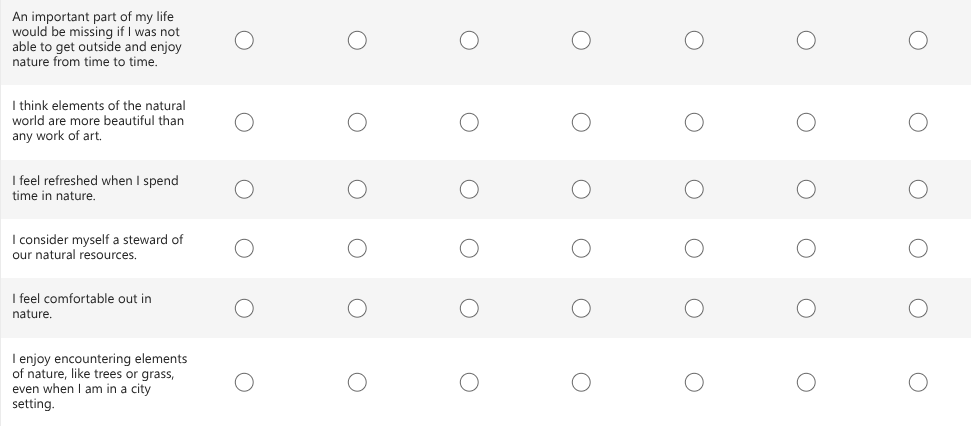 An important part of my life
would be missing if I was not
able to get outside and enjoy
nature from time to time.
I think elements of the natural
world are more beautiful than
any work of art.
I feel refreshed when I spend
time in nature.
I consider myself a steward of
our natural resources.
I feel comfortable out in
nature.
I enjoy encountering elements
of nature, like trees or grass,
even when I am in a city
setting.